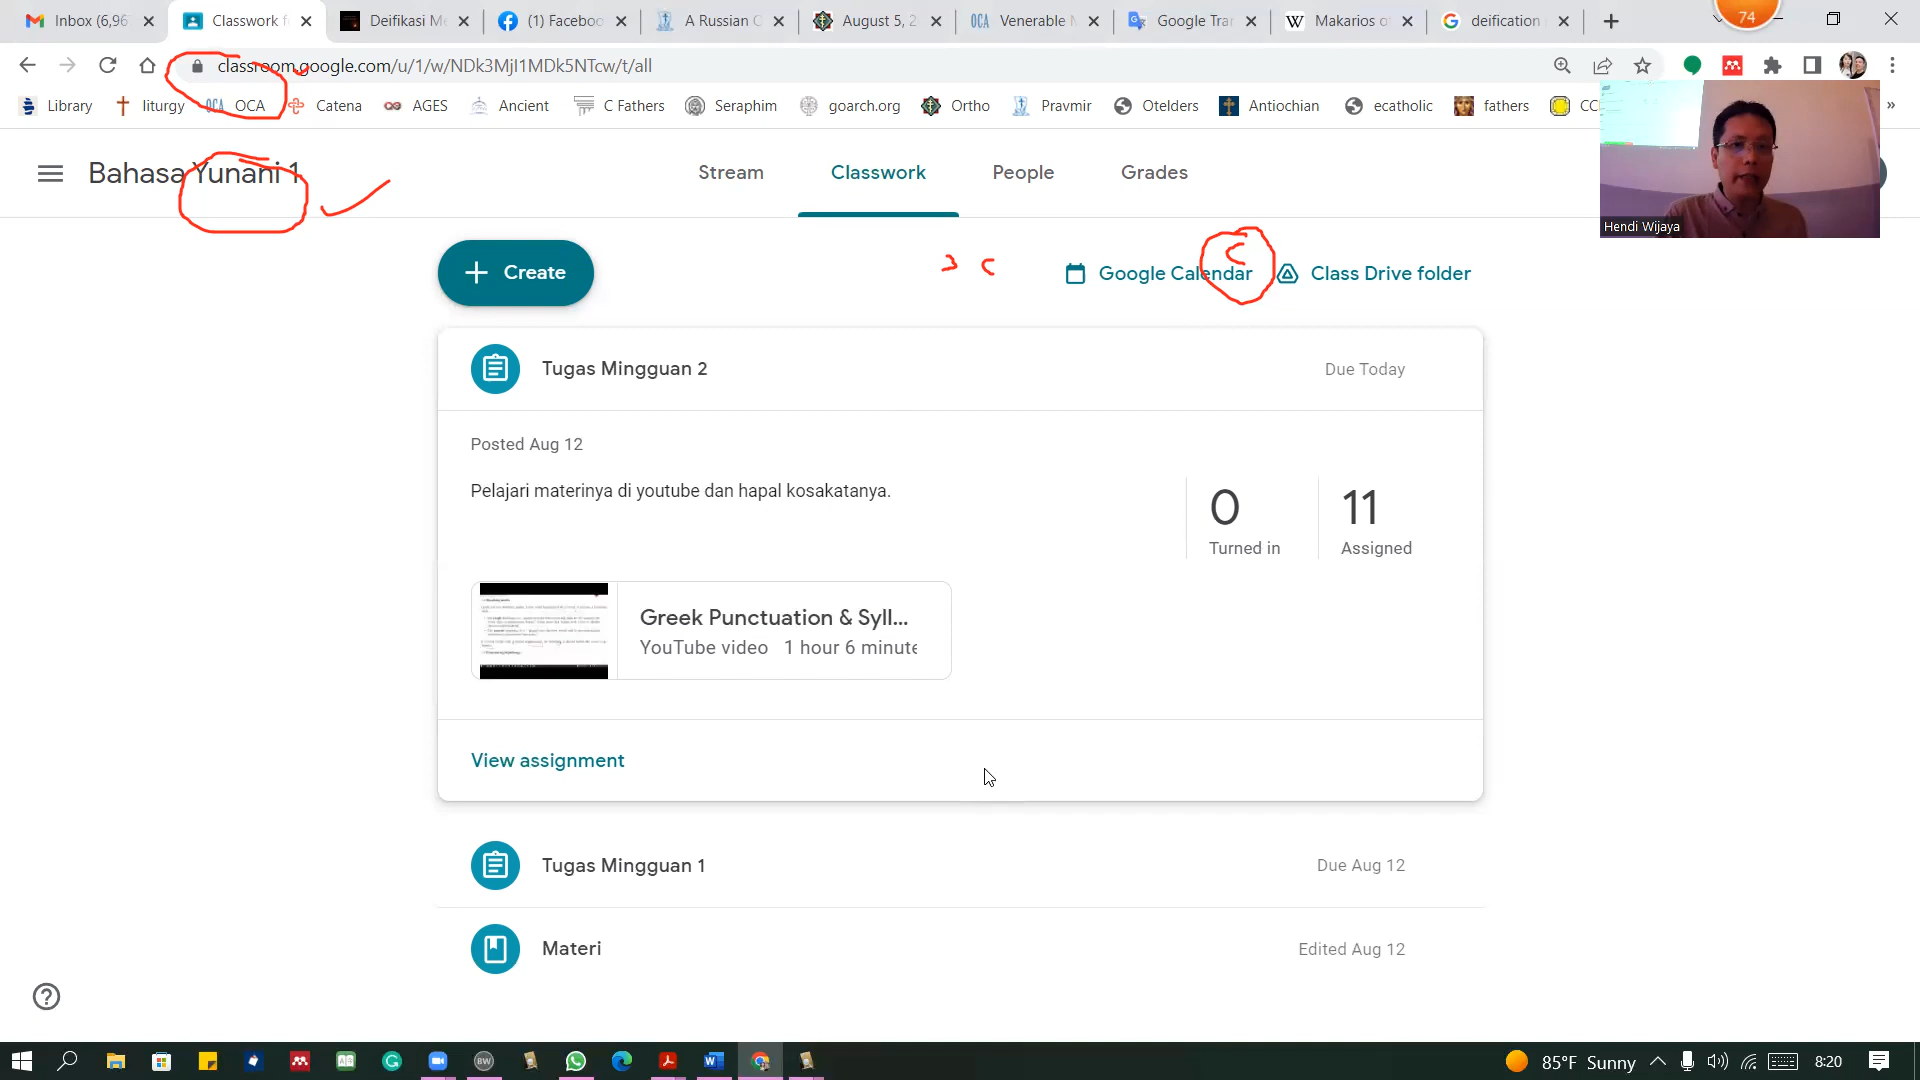 Inbox (6,96
Classwork f
Deifikasi Me
(1) Faceboo
A Russian O
August 5, 2
OCA Venerable M
Google Tra
W Makarios o
deification
74
classroom.google.com/u/1/w/NDk3MjI1MDk5NTcw/t/all
Library
liturgy
OCA OCA
Catena
AGES
Ancient
C Fathers
Seraphim
goarch.org
Ortho
Pravmir
Otelders
Antiochian
ecatholic
fathers
CC
»
Bahasa Yunani 1
Stream
Classwork
People
Grades
Hendi Wijaya
Create
Google Calendar
Class Drive folder
Tugas Mingguan 2
Due Today
Posted Aug 12
Pelajari materinya di youtube dan hapal kosakatanya.
0
Turned in
11
Assigned
Greek Punctuation & Syll...
YouTube video 1 hour 6 minute
View assignment
Tugas Mingguan 1
Due Aug 12
Materi
Edited Aug 12
BW
85°F Sunny
8:20